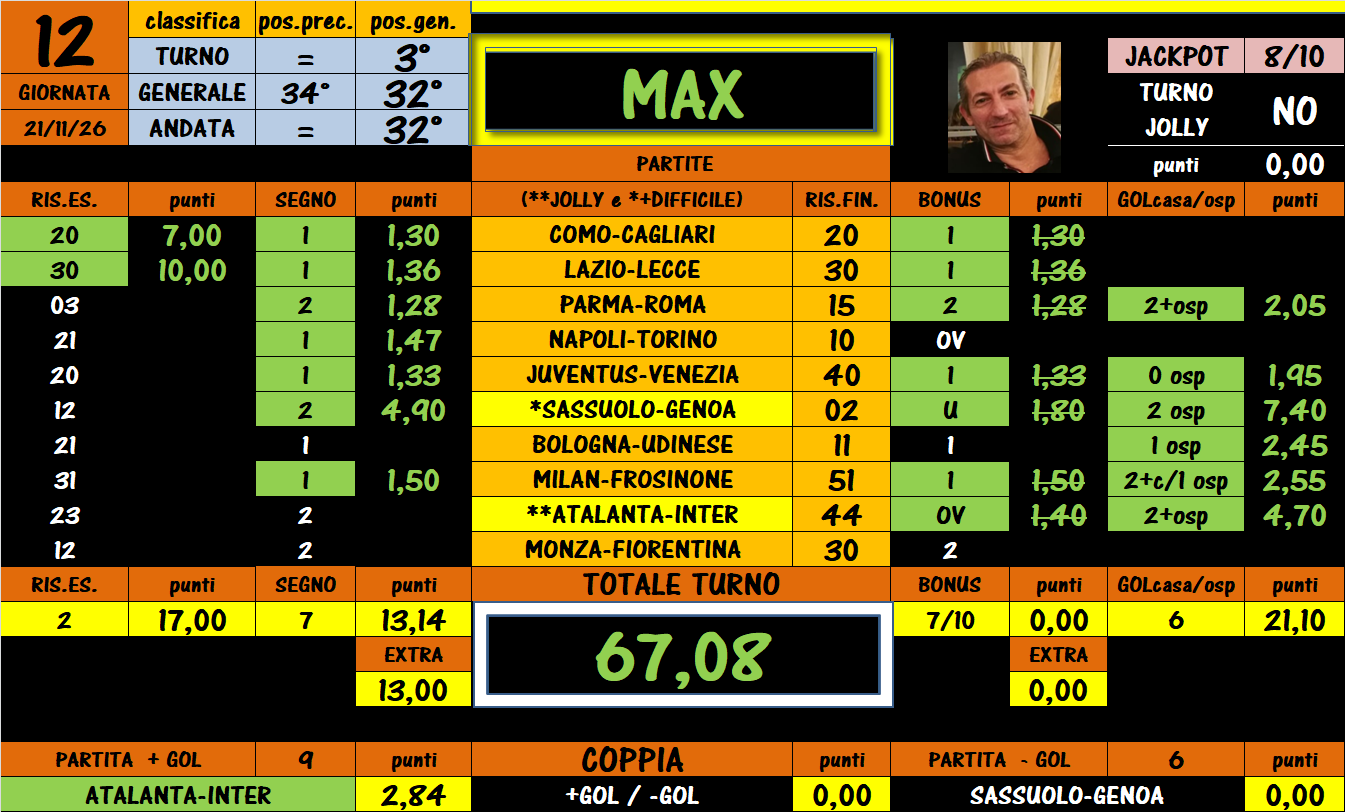 12 classifica pos.prec. pos.gen.
TURNO = 3° MAX JACKPOT 8/10
GIORNATA GENERALE 34° 32° TURNO JOLLY NO
21/11/26 ANDATA = 32°
PARTITE punti 0,00
RIS.ES. punti SEGNO punti (**JOLLY e *+DIFFICILE) RIS.FIN. BONUS punti GOLcasa/osp punti
20 7,00 1 1,30 COMO-CAGLIARI 20 1 1,30
30 10,00 1 1,36 LAZIO-LECCE 30 1 1,36
03 2 1,28 PARMA-ROMA 15 2 1,28 2+osp 2,05
21 1 1,47 NAPOLI-TORINO 10 OV
20 1 1,33 JUVENTUS-VENEZIA 40 1 1,33 0 osp 1,95
12 2 4,90 *SASSUOLO-GENOA 02 U 1,80 2 osp 7,40
21 1 BOLOGNA-UDINESE 11 1 1 osp 2,45
31 1 1,50 MILAN-FROSINONE 51 1 1,50 2+c/1 osp 2,55
23 2 **ATALANTA-INTER 44 OV 1,40 2+osp 4,70
12 2 MONZA-FIORENTINA 30 2
RIS.ES. punti SEGNO punti TOTALE TURNO BONUS punti GOLcasa/osp punti
2 17,00 7 13,14 67,08 7/10 0,00 6 21,10
EXTRA EXTRA
13,00 0,00
PARTITA + GOL 9 punti COPPIA punti PARTITA - GOL 6 punti
ATALANTA-INTER 2,84 +GOL / -GOL 0,00 SASSUOLO-GENOA 0,00